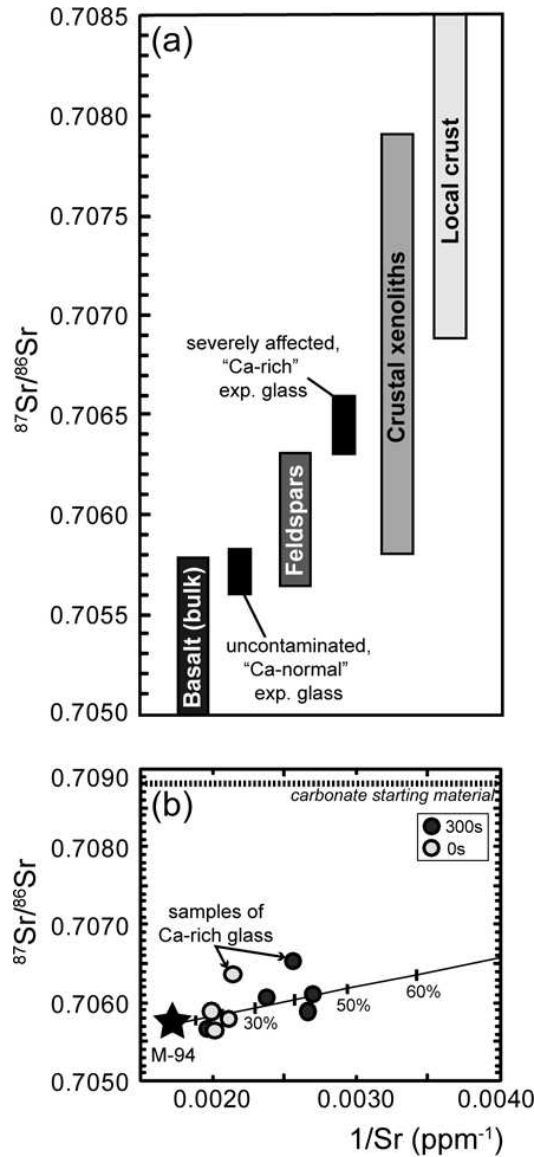 (a)
0.7085
0.7080
0.7075
0.7070
0.7065
0.7060
0.7055
0.7050
⁸⁷Sr/⁸⁶Sr
Local crust
Crustal xenoliths
severely affected,
“Ca-rich”
exp. glass
Feldspars
Basalt (bulk)
uncontaminated,
“Ca-normal”
exp. glass
(b)
0.7090
0.7080
0.7070
0.7060
0.7050
⁸⁷Sr/⁸⁶Sr
carbonate starting material
300s
0s
samples of
Ca-rich glass
30%
50%
60%
M-94
0.0020
0.0030
0.0040
1/Sr (ppm⁻¹)